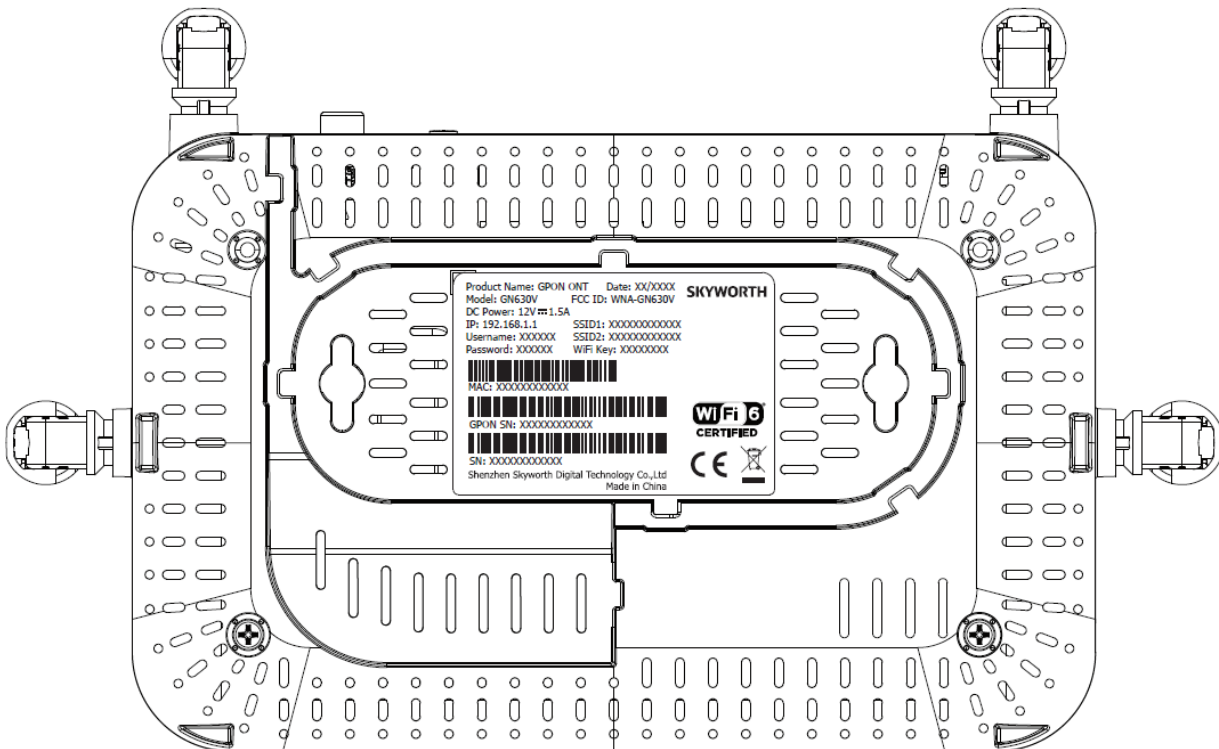 Product Name: GPON ONT Date: XX/XXXX SKYWORTH
Model: GN630V FCC ID: WNA-GN630V
DC Power: 12V⎓1.5A
IP: 192.168.1.1 SSID1: XXXXXXXXXXXX
Username: XXXXXX SSID2: XXXXXXXXXXXX
Password: XXXXXX WiFi Key: XXXXXXXX
MAC: XXXXXXXXXXXX
GPON SN: XXXXXXXXXXXX
SN: XXXXXXXXXXXX
Shenzhen Skyworth Digital Technology Co.,Ltd
Made in China
Wi Fi 6
CERTIFIED
CE